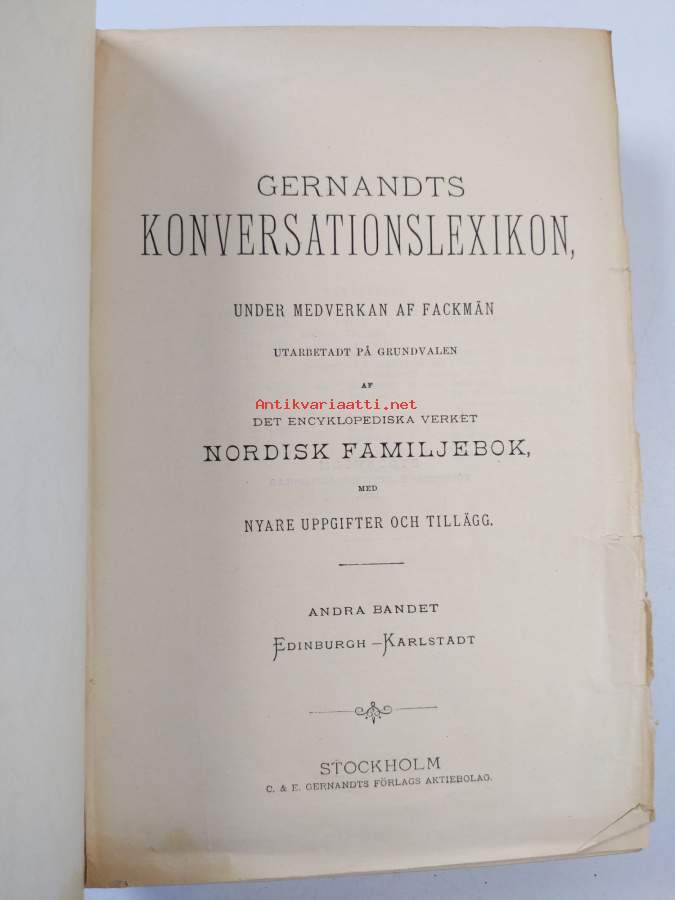 GERNANDTS
KONVERSATIONSLEXIKON,
UNDER MEDVERKAN AF FACKMÄN
UTARBETADT PÅ GRUNDVALEN
AF
Antikvariaatti.net
DET ENCYKLOPEDISKA VERKET
NORDISK FAMILJEBOK,
MED
NYARE UPPGIFTER OCH TILLÄGG.
ANDRA BANDET
EDINBURGH—KARLSTADT
STOCKHOLM
C. & E. GERNANDTS FÖRLAGS AKTIEBOLAG.